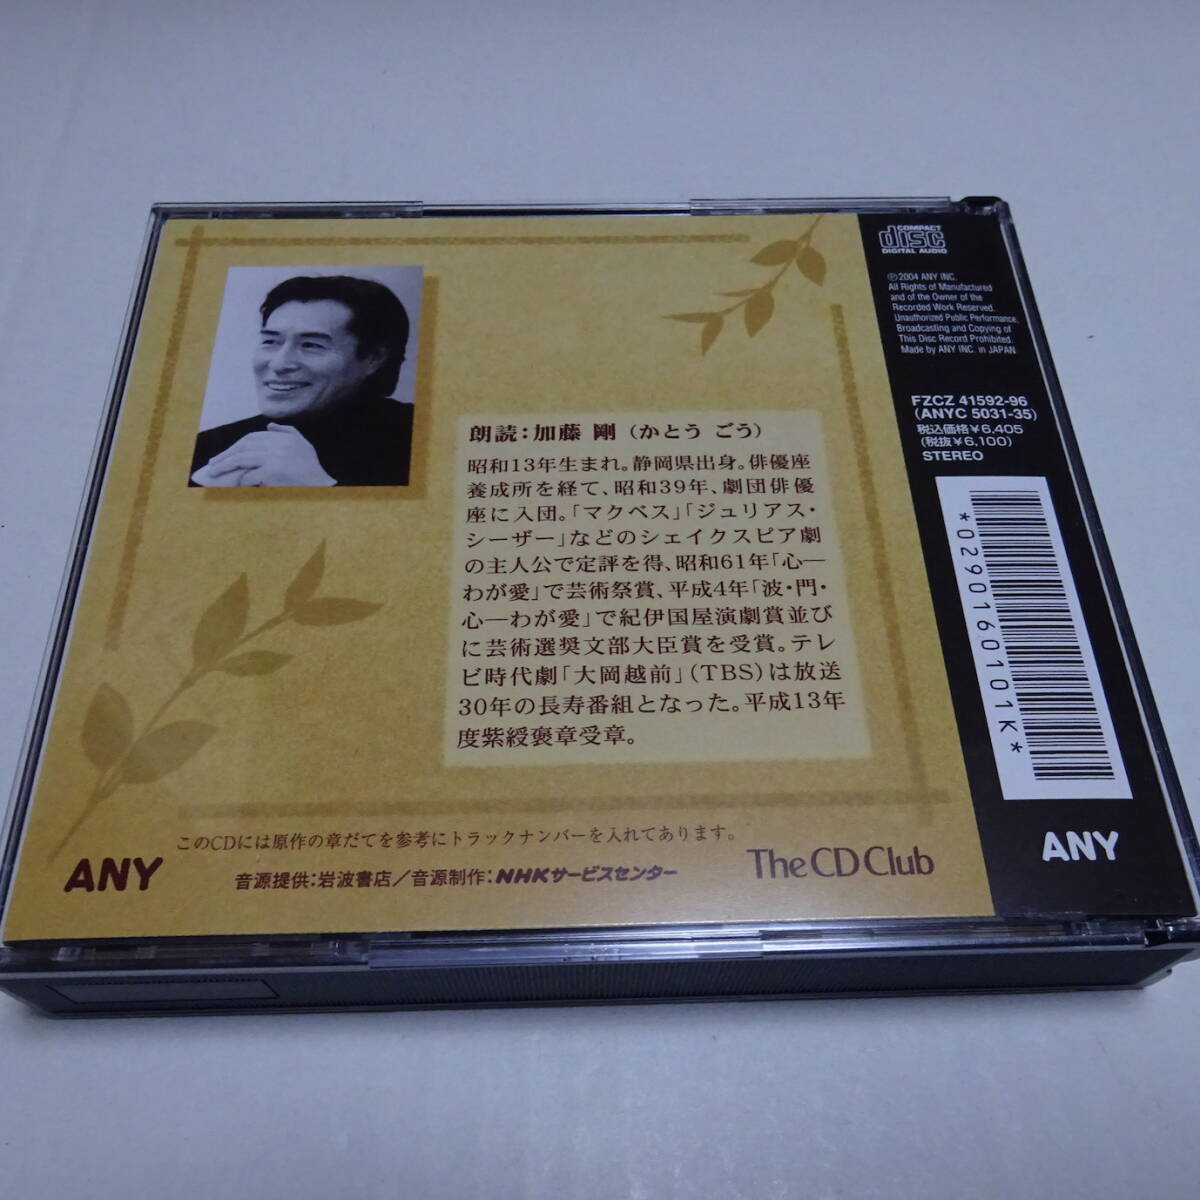 朗読：加藤 剛（かとう ごう）
昭和13年生まれ。静岡県出身。俳優座
養成所を経て、昭和39年、劇団俳優
座に入団。「マクベス」「ジュリアス・
シーザー」などのシェイクスピア劇
の主人公で定評を得、昭和61年「心―
わが愛」で芸術祭賞、平成4年「波・門・
心―わが愛」で紀伊国屋演劇賞並び
に芸術選奨文部大臣賞を受賞。テレ
ビ時代劇「大岡越前」(TBS)は放送
30年の長寿番組となった。平成13年
度紫綬褒章受章。
このCDには原作の章だてを参考にトラックナンバーを入れてあります。
ANY
音源提供：岩波書店／音源制作：NHKサービスセンター
The CD Club
COMPACT
disc
DIGITAL AUDIO
℗2004 ANY INC.
All Rights of Manufactured
and of the Owner of the
Recorded Work Reserved.
Unauthorized Public Performance,
Broadcasting and Copying of
This Disc Record Prohibited.
Made by ANY INC. in JAPAN
FZCZ 41592-96
(ANYC 5031-35)
税込価格¥6,405
(税抜¥6,100)
STEREO
*0290160101K*
ANY